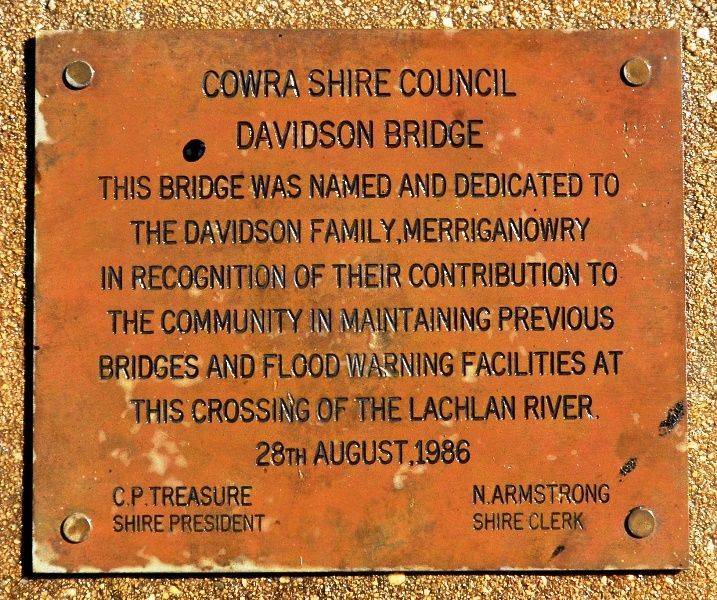 COWRA SHIRE COUNCIL
DAVIDSON BRIDGE
THIS BRIDGE WAS NAMED AND DEDICATED TO
THE DAVIDSON FAMILY, MERRIGANOWRY
IN RECOGNITION OF THEIR CONTRIBUTION TO
THE COMMUNITY IN MAINTAINING PREVIOUS
BRIDGES AND FLOOD WARNING FACILITIES AT
THIS CROSSING OF THE LACHLAN RIVER.
28TH AUGUST, 1986
C.P. TREASURE N. ARMSTRONG
SHIRE PRESIDENT SHIRE CLERK